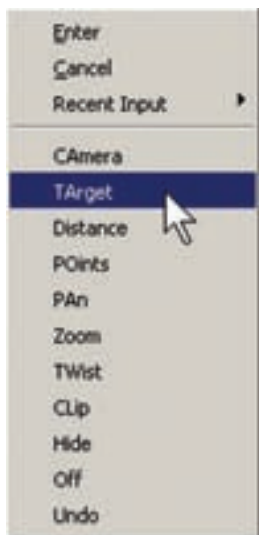 Enter
Cancel
Recent Input
CAmera
TArget
Distance
POints
PAn
Zoom
TWist
CLip
Hide
Off
Undo